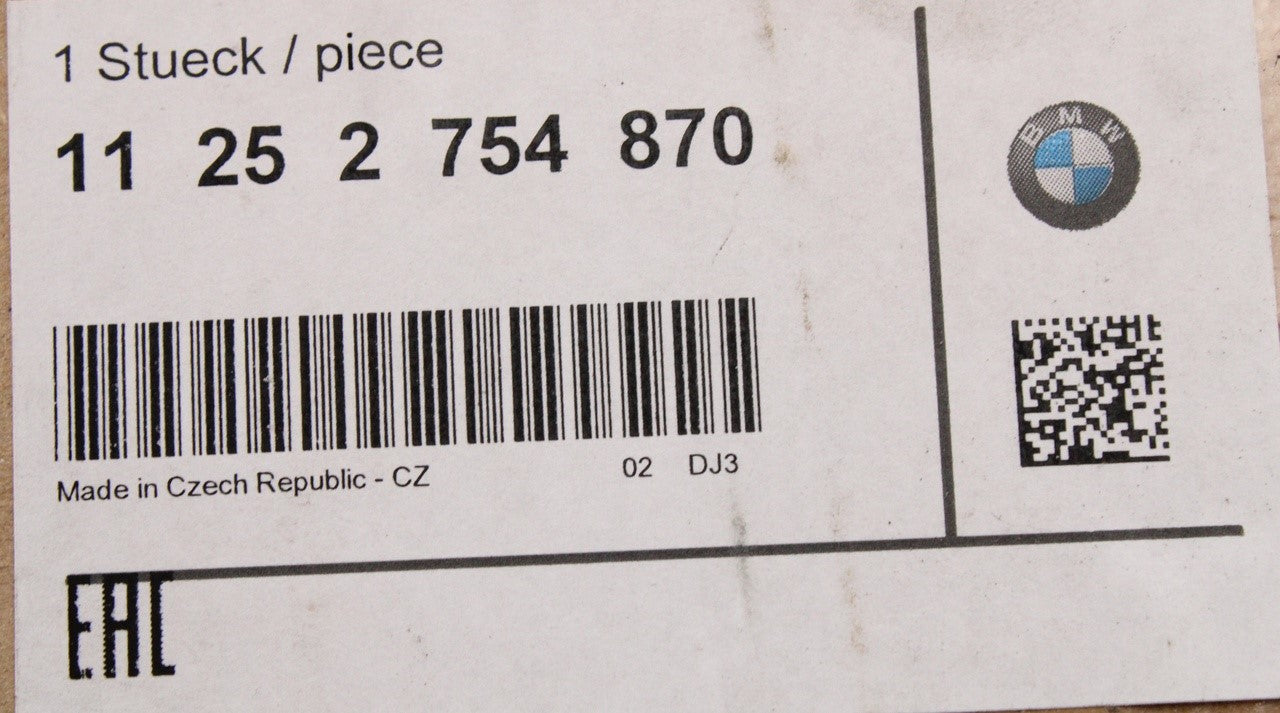 1 Stueck / piece
11 25 2 754 870
BMW
Made in Czech Republic - CZ 02 DJ3
EAC